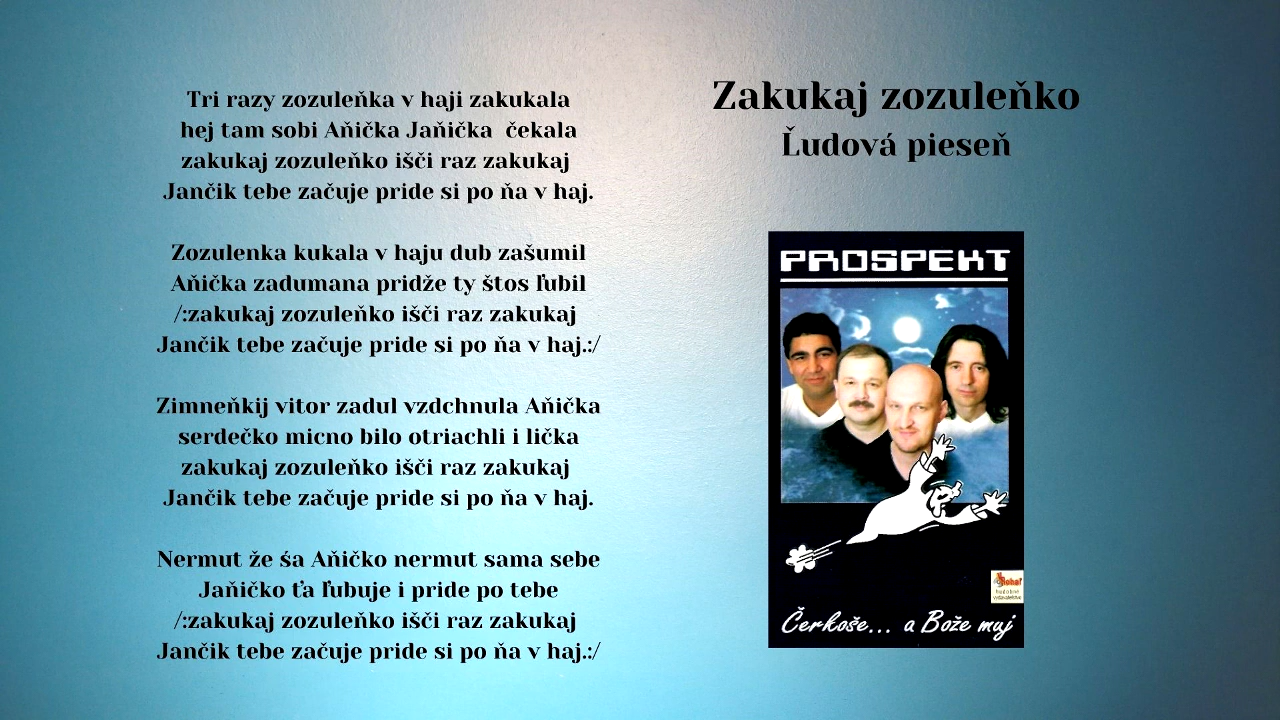 Tri razy zozuleňka v haji zakukala
hej tam sobi Aňička Jaňička čekala
zakukaj zozuleňko išči raz zakukaj
Jančik tebe začuje pride si po ňa v haj.
Zozulenka kukala v haju dub zašumil
Aňička zadumana pridže ty štos ľubil
/:zakukaj zozuleňko išči raz zakukaj
Jančik tebe začuje pride si po ňa v haj.:/
Zimneňkij vitor zadul vzdchnula Aňička
serdečko micno bilo otriachli i lička
zakukaj zozuleňko išči raz zakukaj
Jančik tebe začuje pride si po ňa v haj.
Nermut že śa Aňičko nermut sama sebe
Jaňičko ťa ľubuje i pride po tebe
/:zakukaj zozuleňko išči raz zakukaj
Jančik tebe začuje pride si po ňa v haj.:/
Zakukaj zozuleňko
Ľudová pieseň
PROSPEKT
hudobné
vydavateľstvo
Čerkoše... a Bože muj